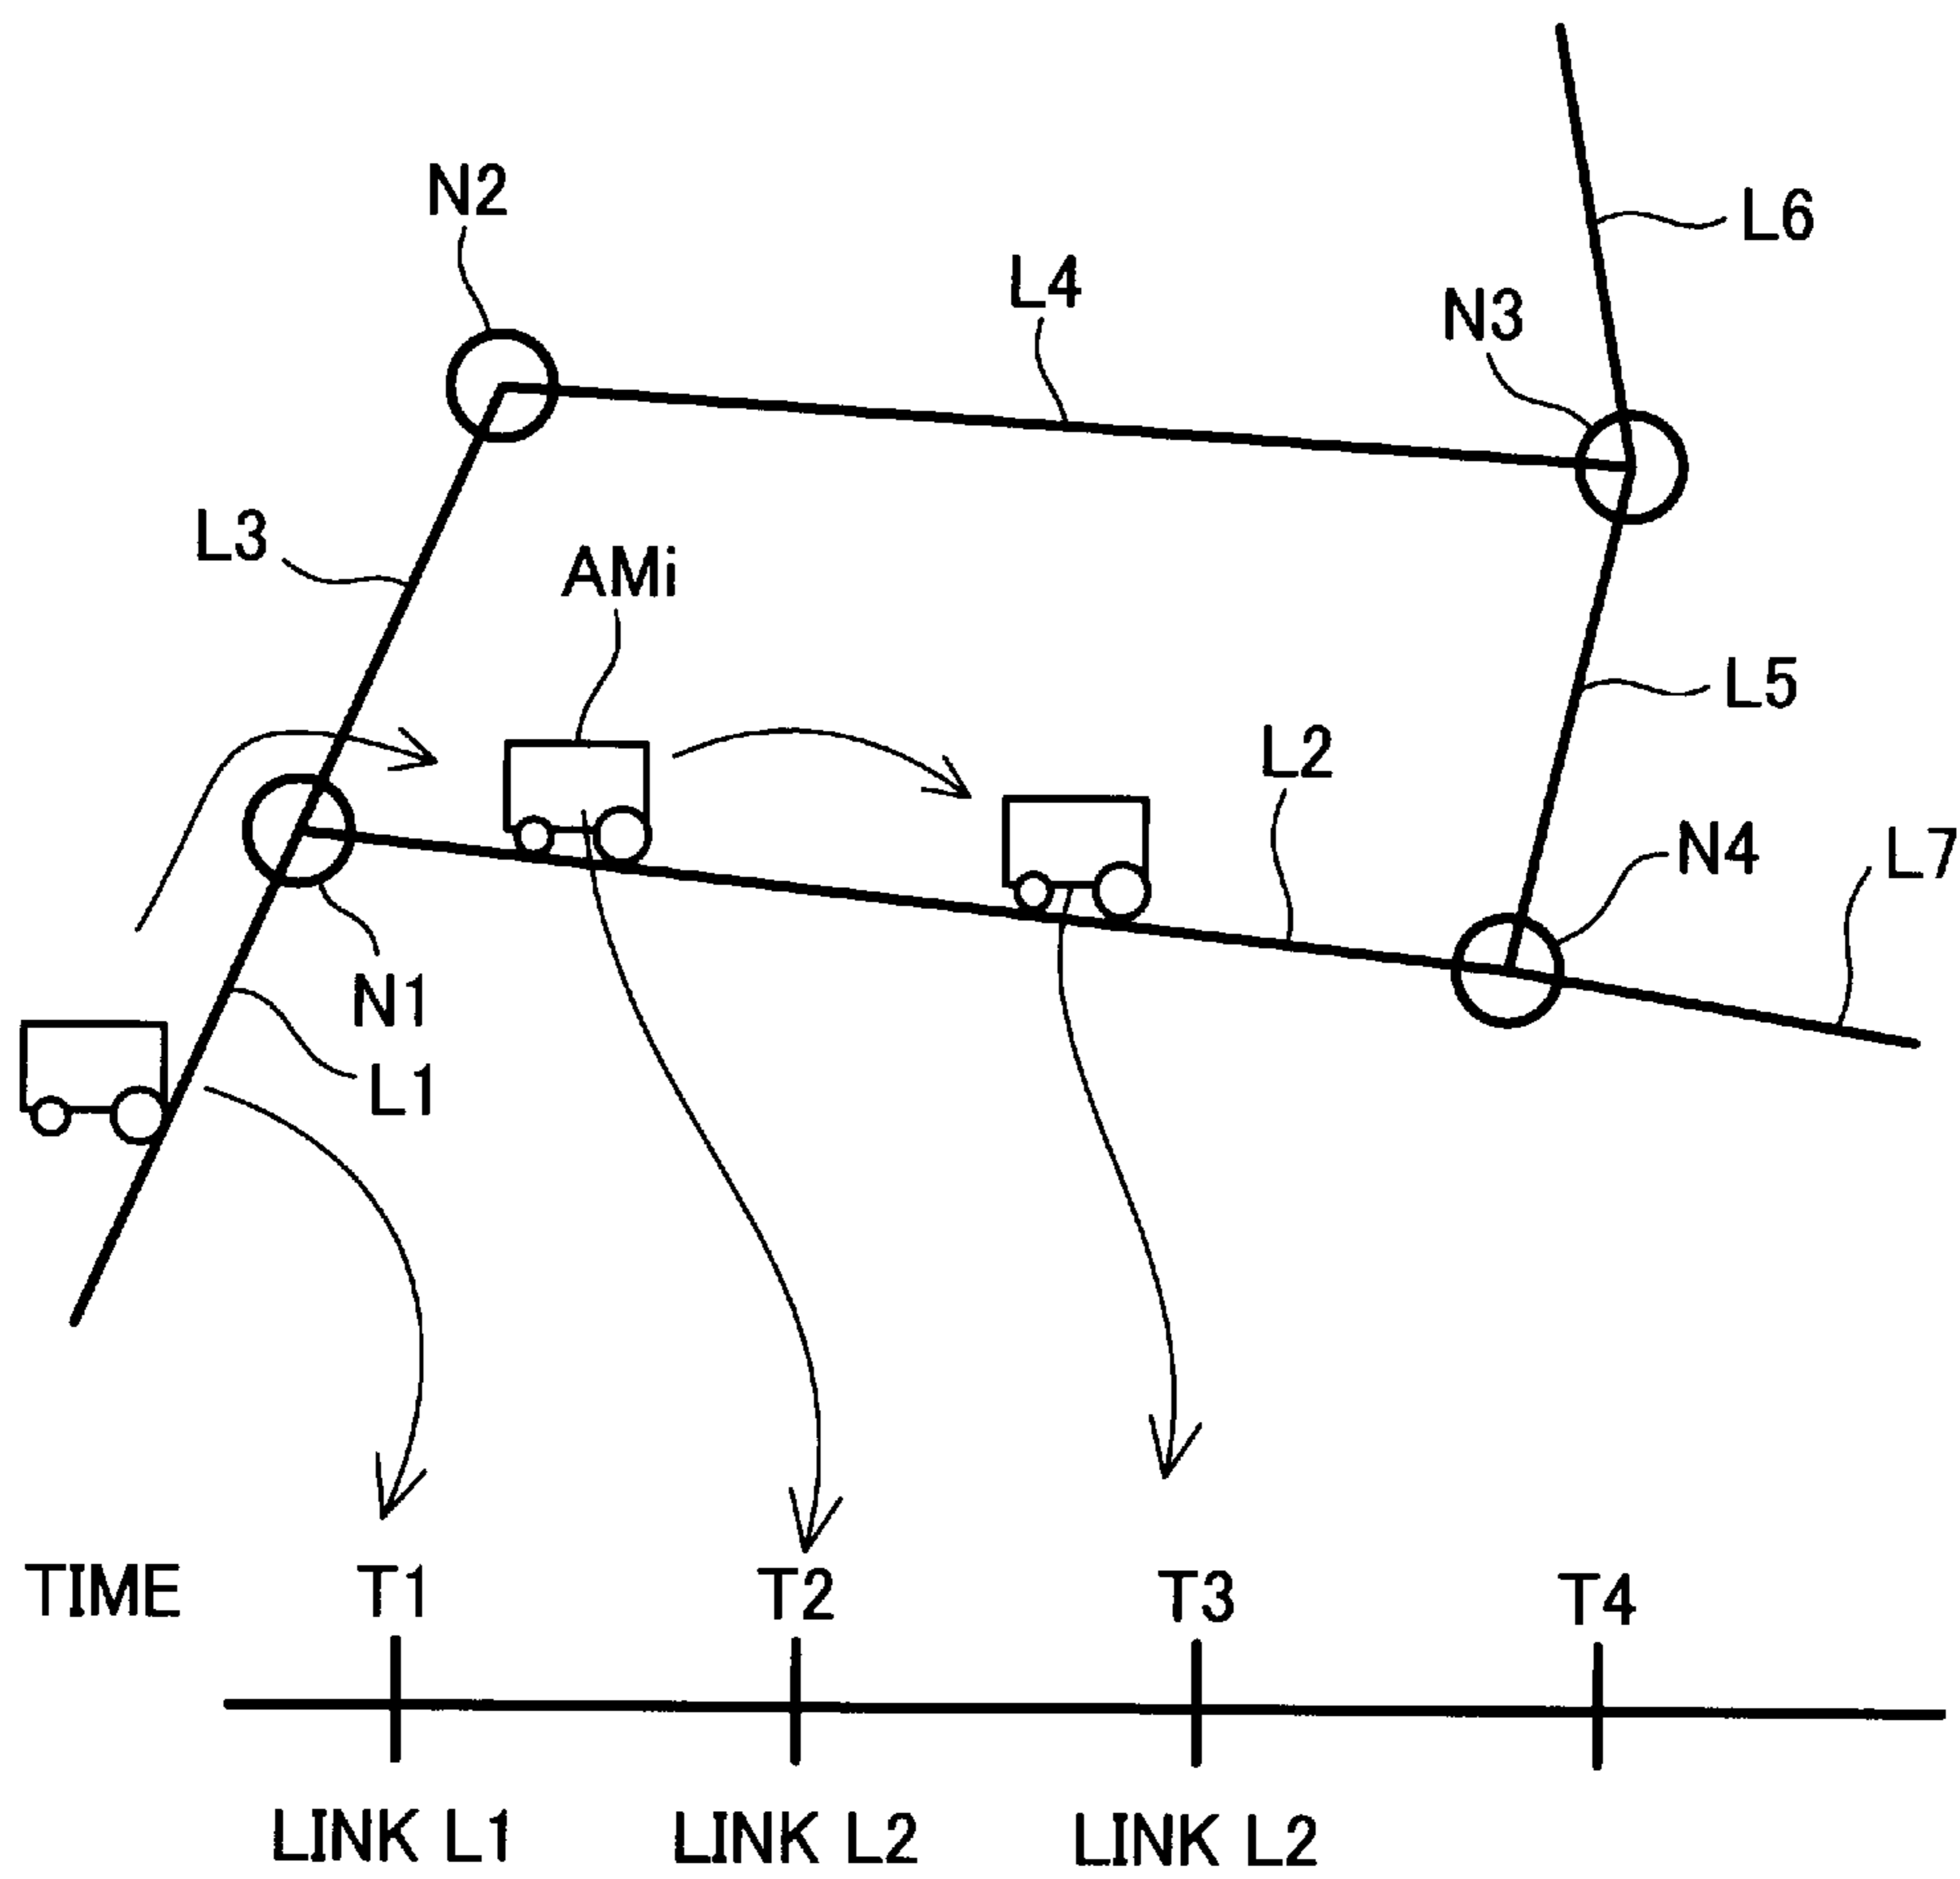 N2
L6
L4
N3
L3
AMi
L5
L2
N4
L7
N1
L1
TIME T1 T2 T3 T4
LINK L1 LINK L2 LINK L2